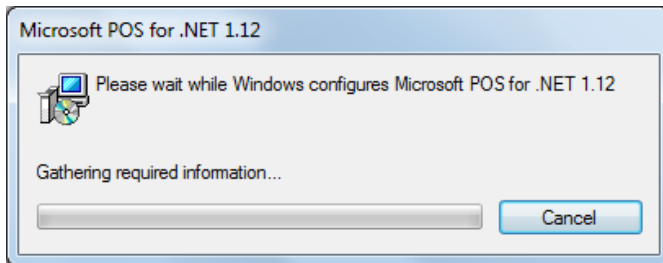 Microsoft POS for .NET 1.12
Please wait while Windows configures Microsoft POS for .NET 1.12
Gathering required information...
Cancel